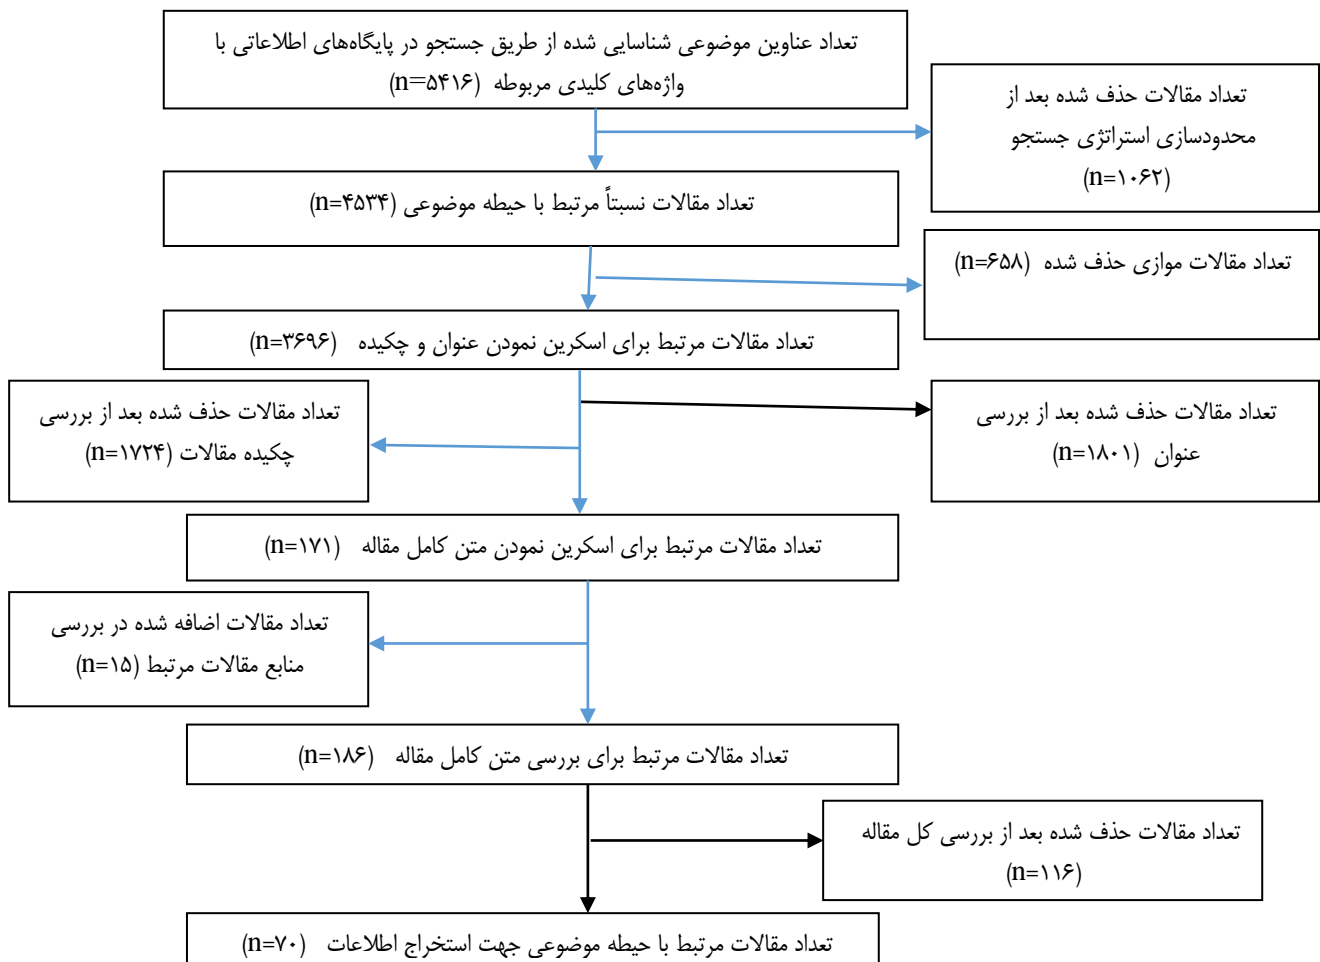 تعداد عناوین موضوعی شناسایی شده از طریق جستجو در پایگاه‌های اطلاعاتی با
واژه‌های کلیدی مربوطه (n=۵۴۱۶)
تعداد مقالات حذف شده بعد از
محدودسازی استراتژی جستجو
(n=۱۰۶۲)
تعداد مقالات نسبتاً مرتبط با حیطه موضوعی (n=۴۵۳۴)
تعداد مقالات موازی حذف شده (n=۶۵۸)
تعداد مقالات مرتبط برای اسکرین نمودن عنوان و چکیده (n=۳۶۹۶)
تعداد مقالات حذف شده بعد از بررسی
عنوان (n=۱۸۰۱)
تعداد مقالات حذف شده بعد از بررسی
چکیده مقالات (n=۱۷۲۴)
تعداد مقالات مرتبط برای اسکرین نمودن متن کامل مقاله (n=۱۷۱)
تعداد مقالات اضافه شده در بررسی
منابع مقالات مرتبط (n=۱۵)
تعداد مقالات مرتبط برای بررسی متن کامل مقاله (n=۱۸۶)
تعداد مقالات حذف شده بعد از بررسی کل مقاله
(n=۱۱۶)
تعداد مقالات مرتبط با حیطه موضوعی جهت استخراج اطلاعات (n=۷۰)